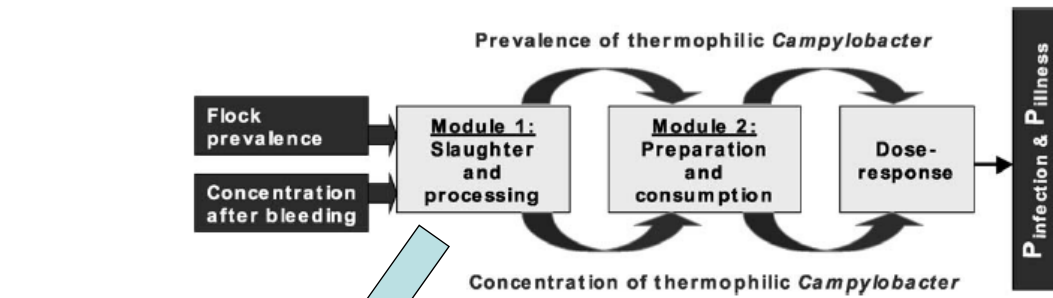 Prevalence of thermophilic Campylobacter
Flock
prevalence
Concentration
after bleeding
Module 1:
Slaughter
and
processing
Module 2:
Preparation
and
consumption
Dose-
response
P infection & P illness
Concentration of thermophilic Campylobacter